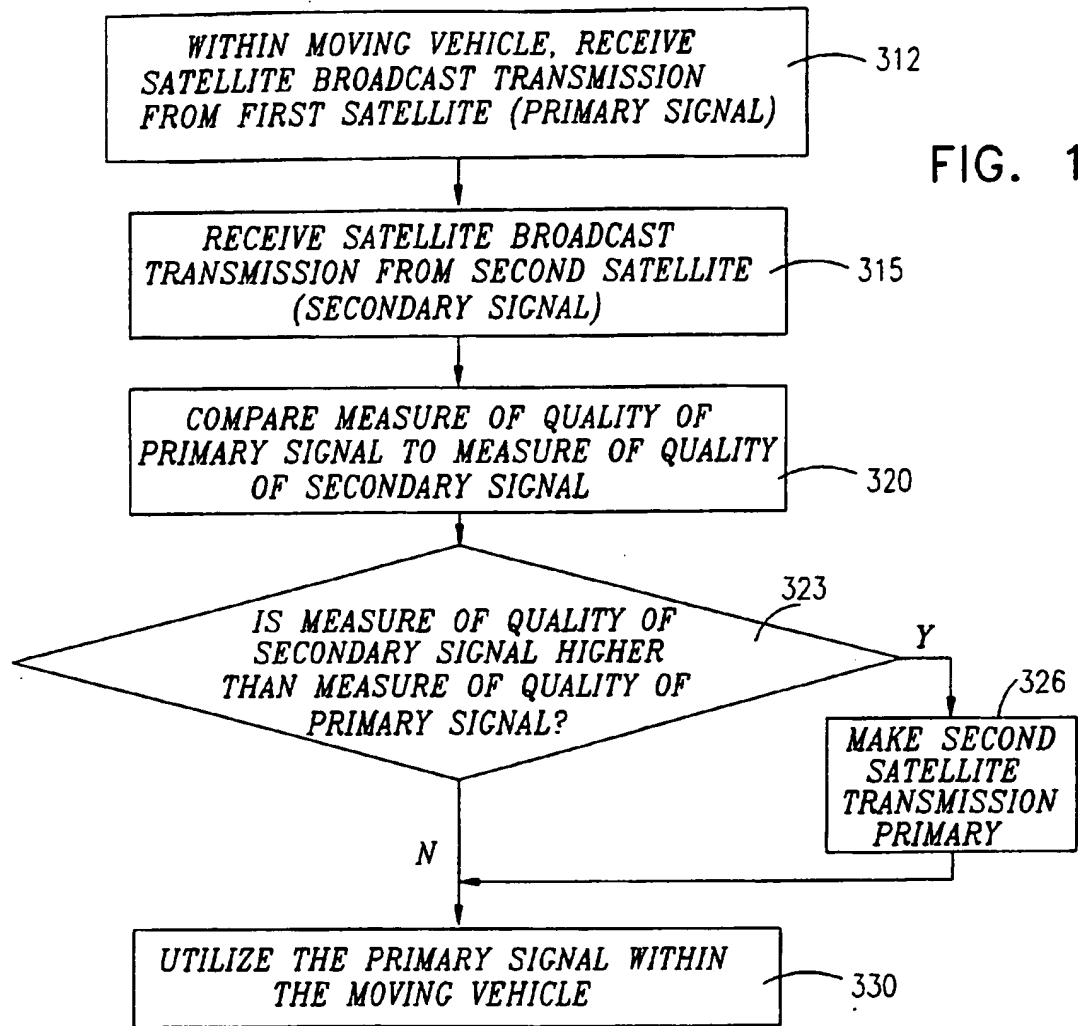 WITHIN MOVING VEHICLE, RECEIVE
SATELLITE BROADCAST TRANSMISSION
FROM FIRST SATELLITE (PRIMARY SIGNAL)
312
FIG. 1
RECEIVE SATELLITE BROADCAST
TRANSMISSION FROM SECOND SATELLITE
(SECONDARY SIGNAL)
315
COMPARE MEASURE OF QUALITY OF
PRIMARY SIGNAL TO MEASURE OF QUALITY
OF SECONDARY SIGNAL
320
IS MEASURE OF QUALITY OF
SECONDARY SIGNAL HIGHER
THAN MEASURE OF QUALITY OF
PRIMARY SIGNAL?
323
Y
326
MAKE SECOND
SATELLITE
TRANSMISSION
PRIMARY
N
UTILIZE THE PRIMARY SIGNAL WITHIN
THE MOVING VEHICLE
330